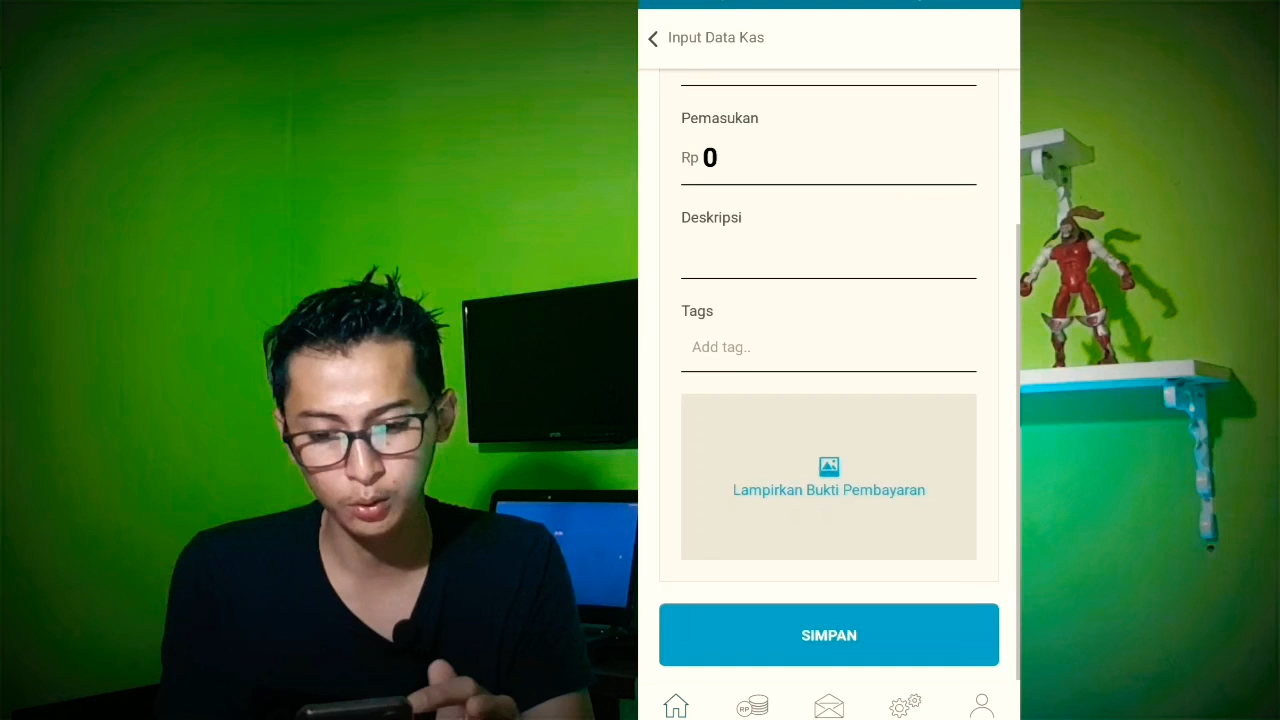 Input Data Kas
Pemasukan
Rp 0
Deskripsi
Tags
Add tag..
Lampirkan Bukti Pembayaran
SIMPAN
RP